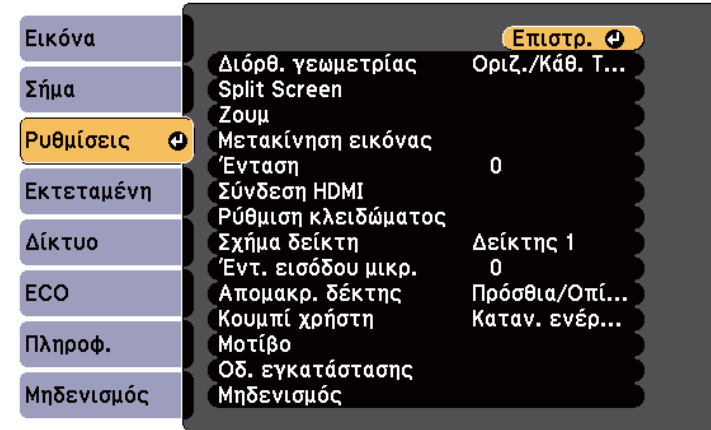 Εικόνα
Σήμα
Ρυθμίσεις
Εκτεταμένη
Δίκτυο
ECO
Πληροφ.
Μηδενισμός
Επιστρ.
Διόρθ. γεωμετρίας Οριζ./Κάθ. Τ...
Split Screen
Ζουμ
Μετακίνηση εικόνας
Ένταση 0
Σύνδεση HDMI
Ρύθμιση κλειδώματος
Σχήμα δείκτη Δείκτης 1
Έντ. εισόδου μικρ. 0
Απομακρ. δέκτης Πρόσθια/Οπί...
Κουμπί χρήστη Καταν. ενέρ...
Μοτίβο
Οδ. εγκατάστασης
Μηδενισμός